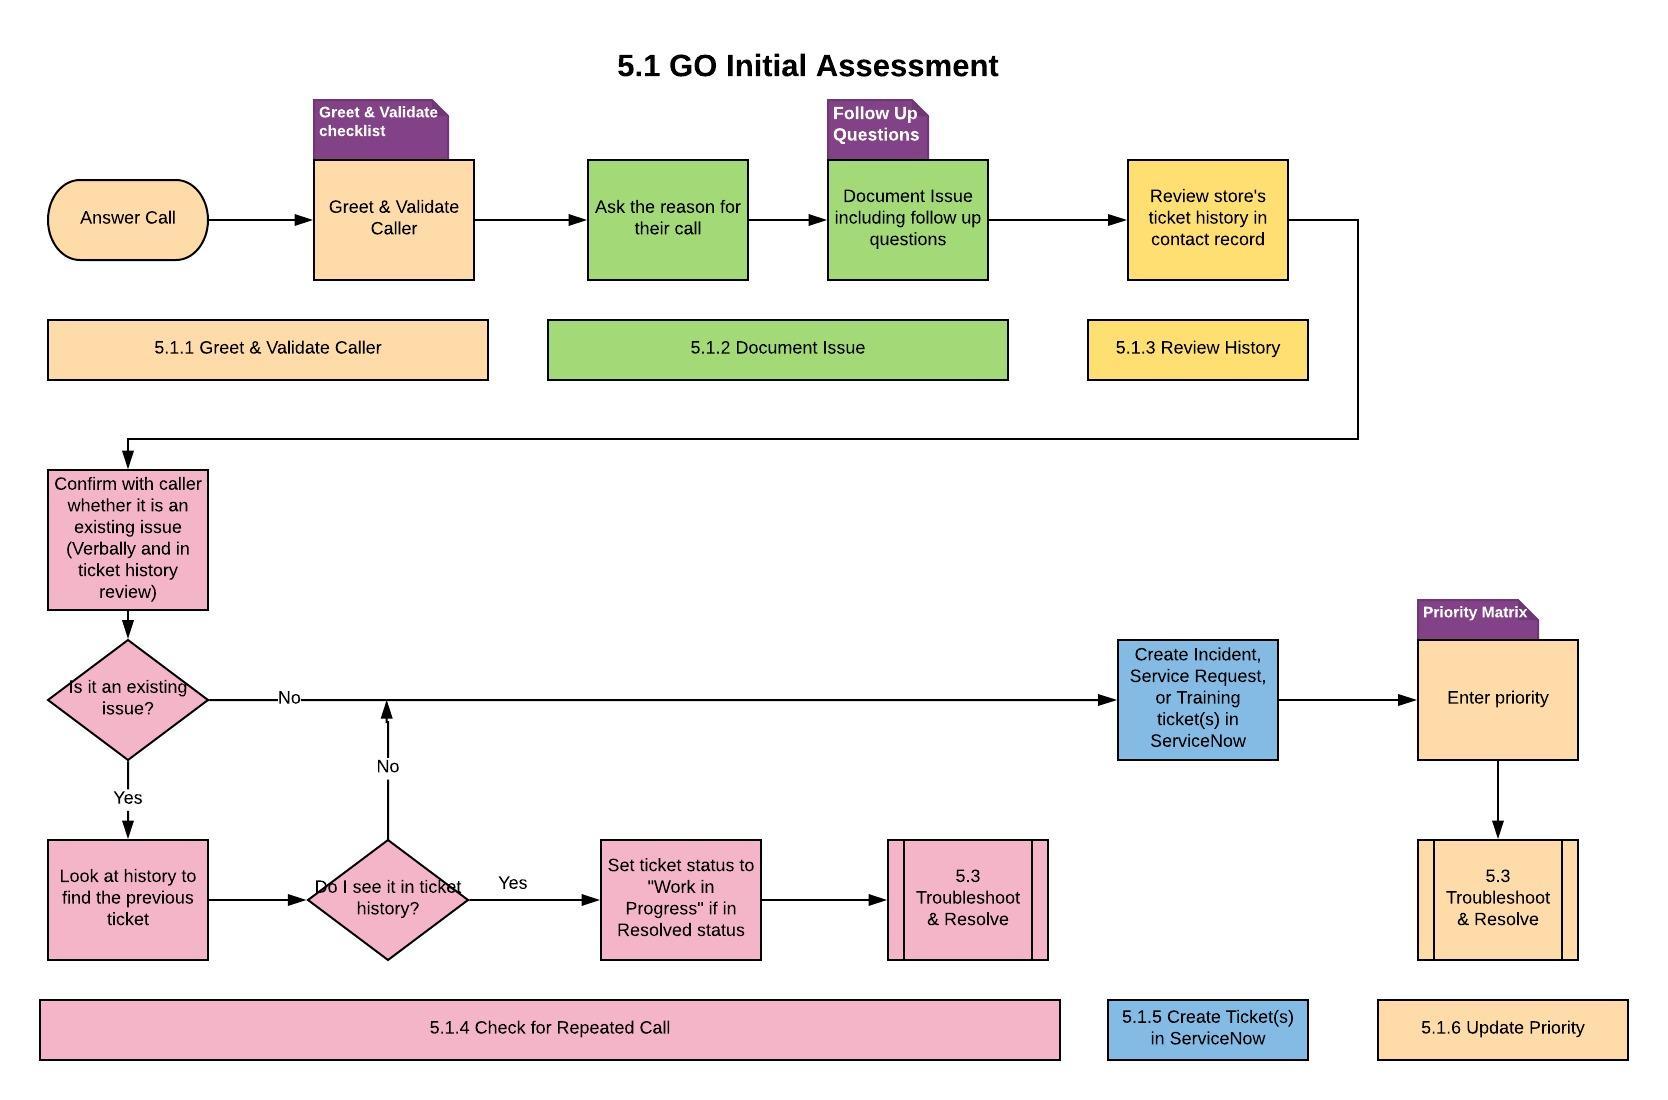 5.1 GO Initial Assessment
Greet & Validate
checklist
Follow Up
Questions
Answer Call
Greet & Validate
Caller
Ask the reason for
their call
Document Issue
including follow up
questions
Review store's
ticket history in
contact record
5.1.1 Greet & Validate Caller
5.1.2 Document Issue
5.1.3 Review History
Confirm with caller
whether it is an
existing issue
(Verbally and in
ticket history
review)
Is it an existing
issue?
No
Create Incident,
Service Request,
or Training
ticket(s) in
ServiceNow
Priority Matrix
Enter priority
Yes
No
Look at history to
find the previous
ticket
Do I see it in ticket
history?
Yes
Set ticket status to
"Work in
Progress" if in
Resolved status
5.3
Troubleshoot
& Resolve
5.3
Troubleshoot
& Resolve
5.1.4 Check for Repeated Call
5.1.5 Create Ticket(s)
in ServiceNow
5.1.6 Update Priority